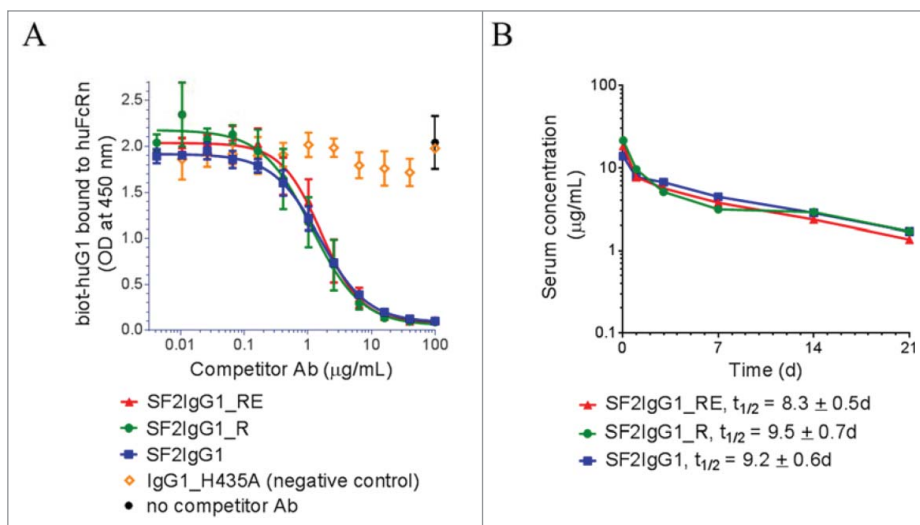 A
biot-huG1 bound to huFcRn
(OD at 450 nm)
2.5
2.0
1.5
1.0
0.5
0.0
0.01 0.1 1 10 100
Competitor Ab (µg/mL)
SF2IgG1_RE
SF2IgG1_R
SF2IgG1
IgG1_H435A (negative control)
no competitor Ab
B
Serum concentration
(µg/mL)
100
10
1
0.1
0 7 14 21
Time (d)
SF2IgG1_RE, t1/2 = 8.3 ± 0.5d
SF2IgG1_R, t1/2 = 9.5 ± 0.7d
SF2IgG1, t1/2 = 9.2 ± 0.6d